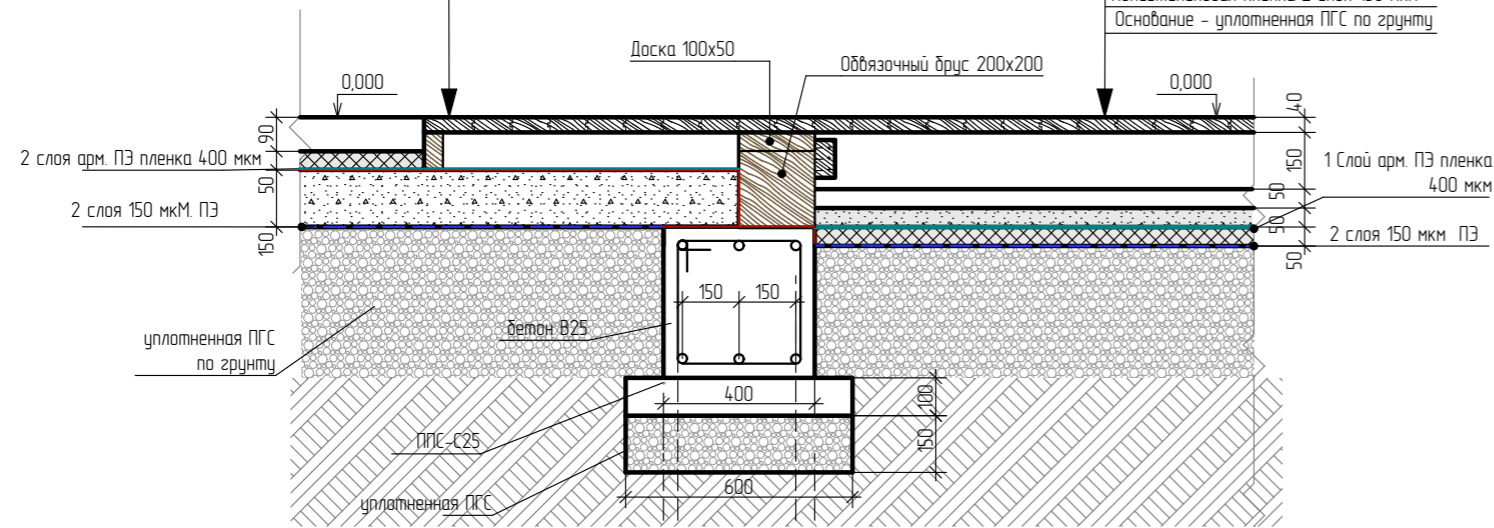 Основание - уплотненная ПГС по грунту
Доска 100х50
Обвязочный брус 200х200
0,000
0,000
90
50
150
2 слоя арм. ПЭ пленка 400 мкм
2 слоя 150 мкМ. ПЭ
40
150
50
50
50
1 Слой арм. ПЭ пленка
400 мкм
2 слоя 150 мкм ПЭ
150
150
бетон В25
уплотненная ПГС
по грунту
400
100
150
ППС-С25
уплотненная ПГС
600